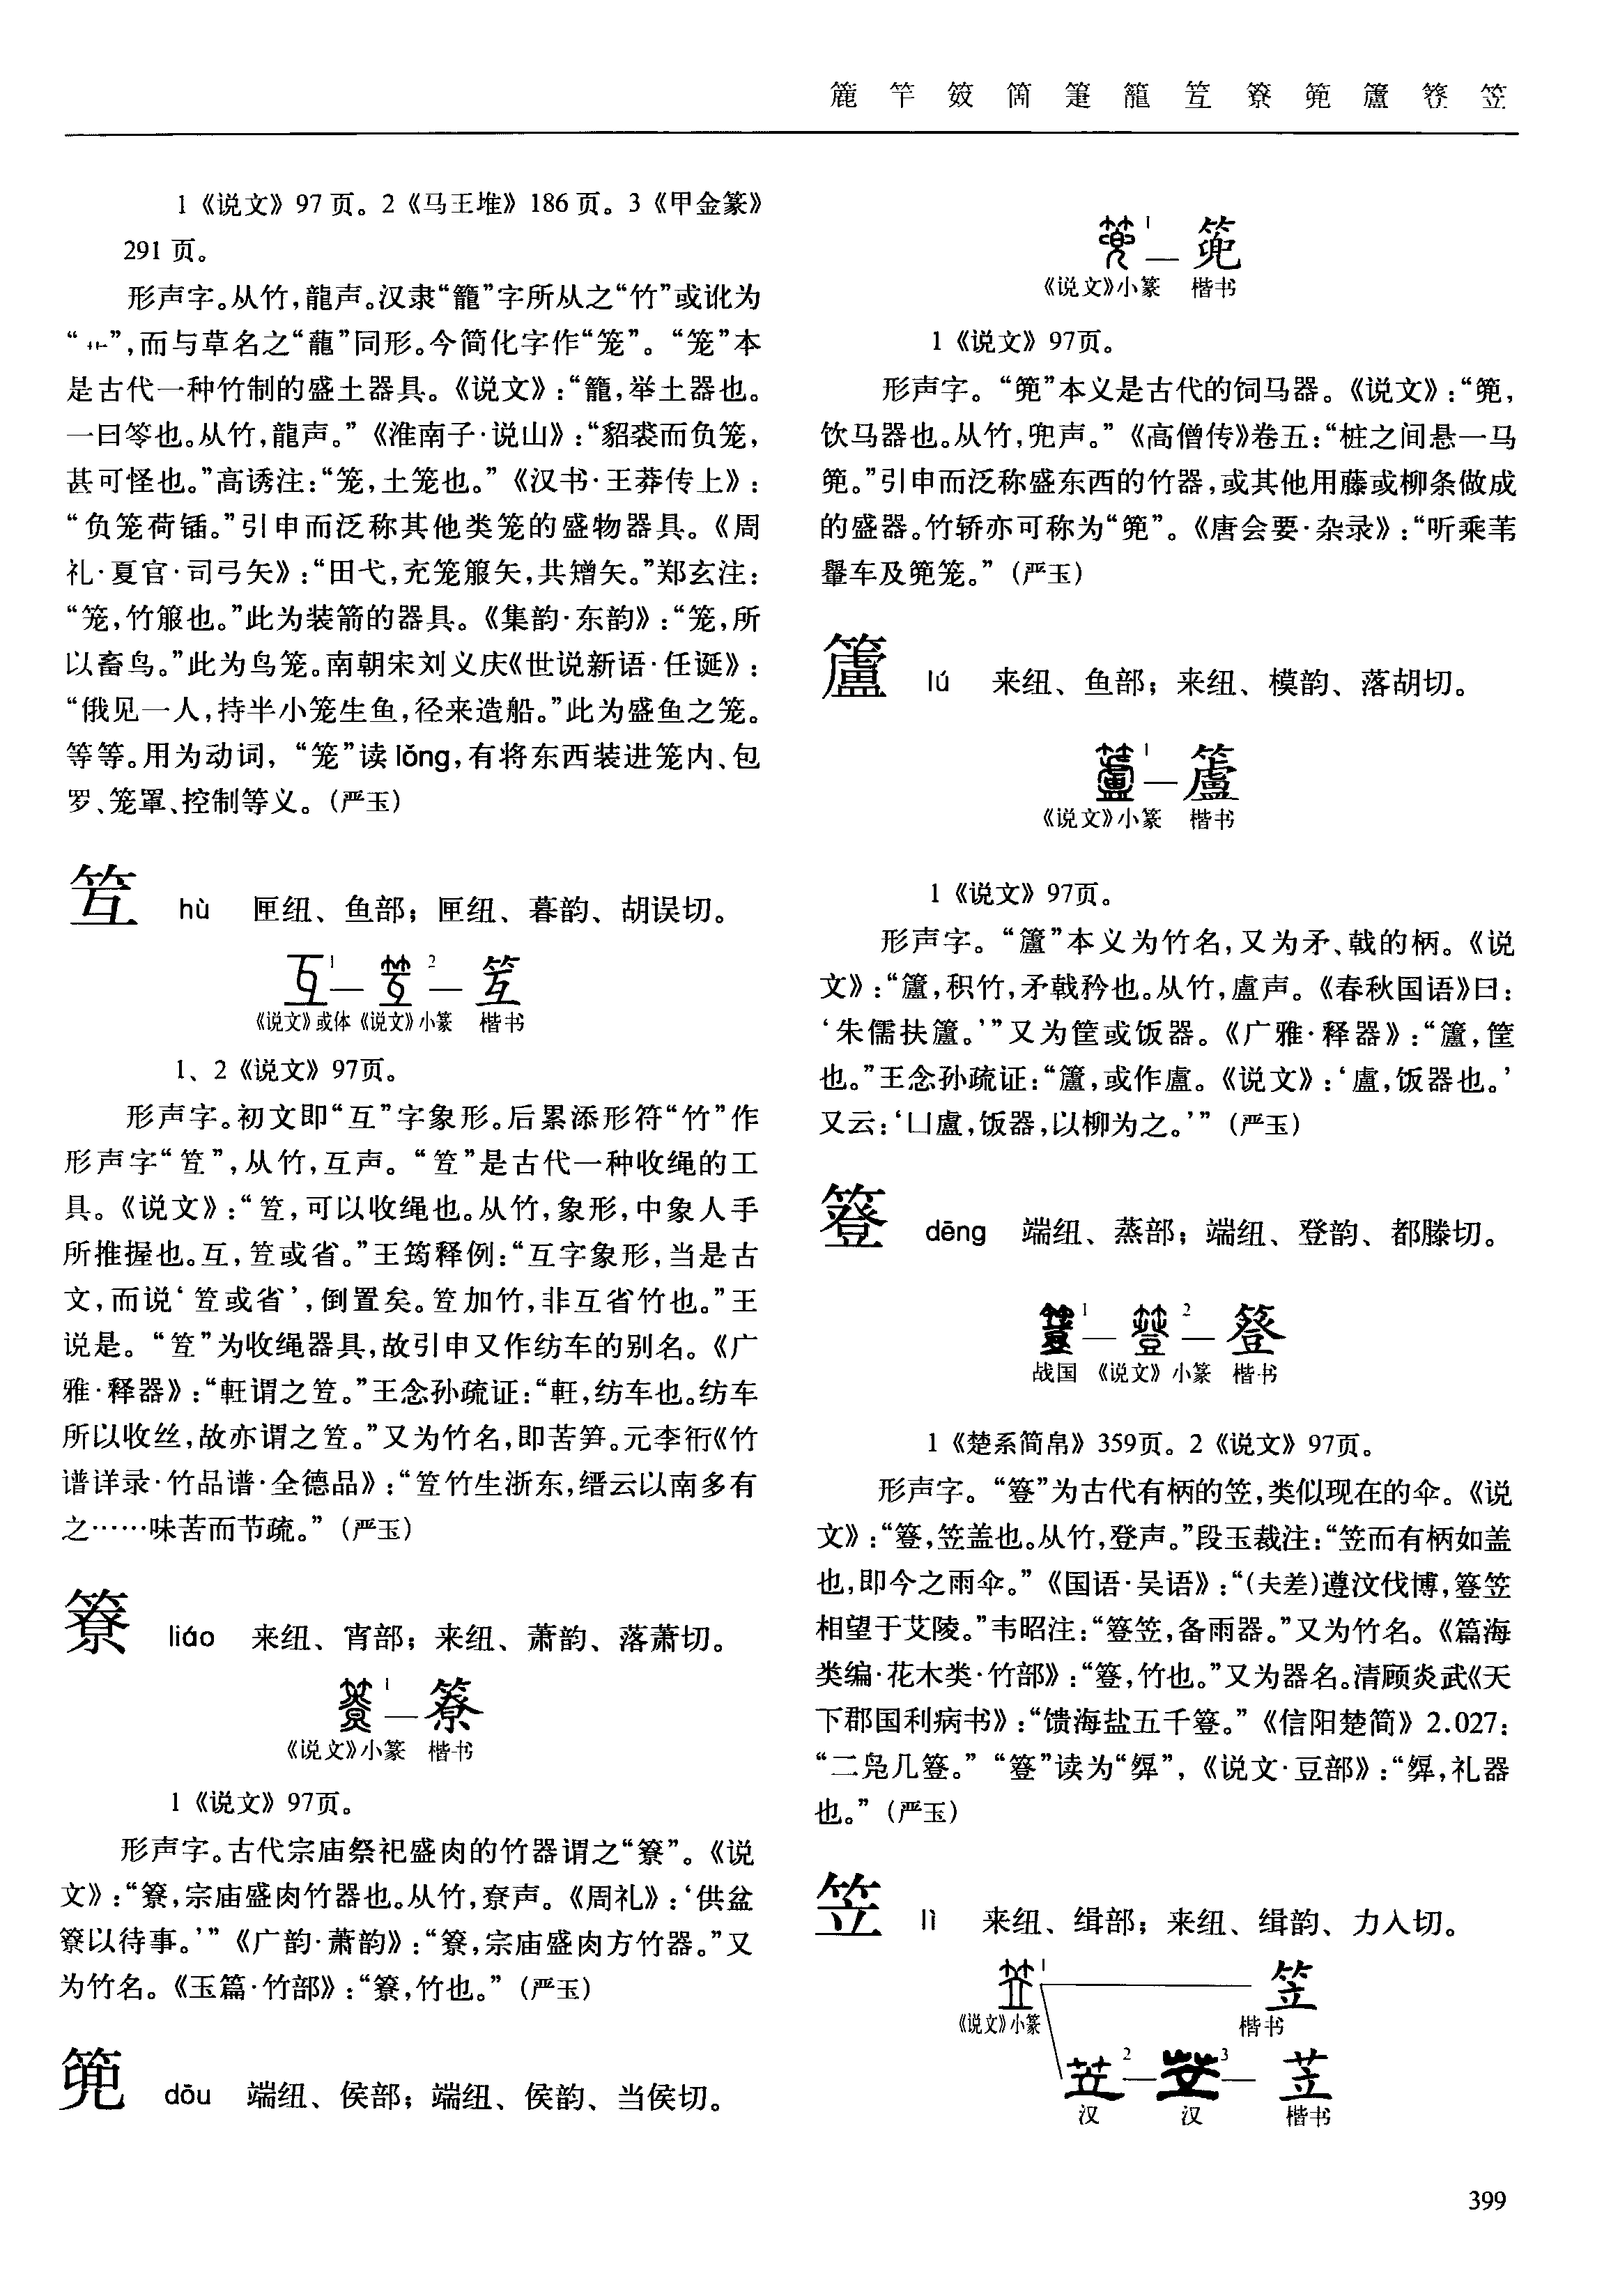 簏 竿 筊 箇 篗 籠 笠 簝 篼 籚 簦 笠
1《说文》97页。2《马王堆》186页。3《甲金篆》
291页。
形声字。从竹,龍声。汉隶“籠”字所从之“竹”或讹为
“艹”,而与草名之“蘢”同形。今简化字作“笼”。“笼”本
是古代一种竹制的盛土器具。《说文》:“籠,举土器也。
一曰笭也。从竹,龍声。”《淮南子·说山》:“貂裘而负笼,
甚可怪也。”高诱注:“笼,土笼也。”《汉书·王莽传上》:
“负笼荷锸。”引申而泛称其他类笼的盛物器具。《周
礼·夏官·司弓矢》:“田弋,充笼箙矢,共矰矢。”郑玄注:
“笼,竹箙也。”此为装箭的器具。《集韵·东韵》:“笼,所
以畜鸟。”此为鸟笼。南朝宋刘义庆《世说新语·任诞》:
“俄见一人,持半小笼生鱼,径来造船。”此为盛鱼之笼。
等等。用为动词,“笼”读lǒng,有将东西装进笼内、包
罗、笼罩、控制等义。(严玉)
笠 hù 匣纽、鱼部;匣纽、暮韵、胡误切。
互1—笠2—笠
《说文》或体 《说文》小篆 楷书
1、2《说文》97页。
形声字。初文即“互”字象形。后累添形符“竹”作
形声字“笠”,从竹,互声。“笠”是古代一种收绳的工
具。《说文》:“笠,可以收绳也。从竹,象形,中象人手
所推握也。互,笠或省。”王筠释例:“互字象形,当是古
文,而说‘笠或省’,倒置矣。笠加竹,非互省竹也。”王
说是。“笠”为收绳器具,故引申又作纺车的别名。《广
雅·释器》:“軠谓之笠。”王念孙疏证:“軠,纺车也。纺车
所以收丝,故亦谓之笠。”又为竹名,即苦笋。元李衎《竹
谱详录·竹品谱·全德品》:“笠竹生浙东,缙云以南多有
之……味苦而节疏。”(严玉)
簝 liáo 来纽、宵部;来纽、萧韵、落萧切。
簝1—簝
《说文》小篆 楷书
1《说文》97页。
形声字。古代宗庙祭祀盛肉的竹器谓之“簝”。《说
文》:“簝,宗庙盛肉竹器也。从竹,尞声。《周礼》:‘供盆
簝以待事。’”《广韵·萧韵》:“簝,宗庙盛肉方竹器。”又
为竹名。《玉篇·竹部》:“簝,竹也。”(严玉)
篼 dōu 端纽、侯部;端纽、侯韵、当侯切。
篼1—篼
《说文》小篆 楷书
1《说文》97页。
形声字。“篼”本义是古代的饲马器。《说文》:“篼,
饮马器也。从竹,兜声。”《高僧传》卷五:“桩之间悬一马
篼。”引申而泛称盛东西的竹器,或其他用藤或柳条做成
的盛器。竹轿亦可称为“篼”。《唐会要·杂录》:“听乘苇
轝车及篼笼。”(严玉)
籚 lú 来纽、鱼部;来纽、模韵、落胡切。
籚1—籚
《说文》小篆 楷书
1《说文》97页。
形声字。“籚”本义为竹名,又为矛、戟的柄。《说
文》:“籚,积竹,矛戟矜也。从竹,盧声。《春秋国语》曰:
‘朱儒扶籚。’”又为筐或饭器。《广雅·释器》:“籚,筐
也。”王念孙疏证:“籚,或作盧。《说文》:‘盧,饭器也。’
又云:‘凵盧,饭器,以柳为之。’”(严玉)
簦 dēng 端纽、蒸部;端纽、登韵、都滕切。
簦1—簦2—簦
战国 《说文》小篆 楷书
1《楚系简帛》359页。2《说文》97页。
形声字。“簦”为古代有柄的笠,类似现在的伞。《说
文》:“簦,笠盖也。从竹,登声。”段玉裁注:“笠而有柄如盖
也,即今之雨伞。”《国语·吴语》:“(夫差)遵汶伐博,簦笠
相望于艾陵。”韦昭注:“簦笠,备雨器。”又为竹名。《篇海
类编·花木类·竹部》:“簦,竹也。”又为器名。清顾炎武《天
下郡国利病书》:“馈海盐五千簦。”《信阳楚简》2.027:
“二凫几簦。”“簦”读为“𢍪”,《说文·豆部》:“𢍪,礼器
也。”(严玉)
笠 lì 来纽、缉部;来纽、缉韵、力入切。
笠1—笠
《说文》小篆 楷书
苙2—苙3—苙
汉 汉 楷书
399